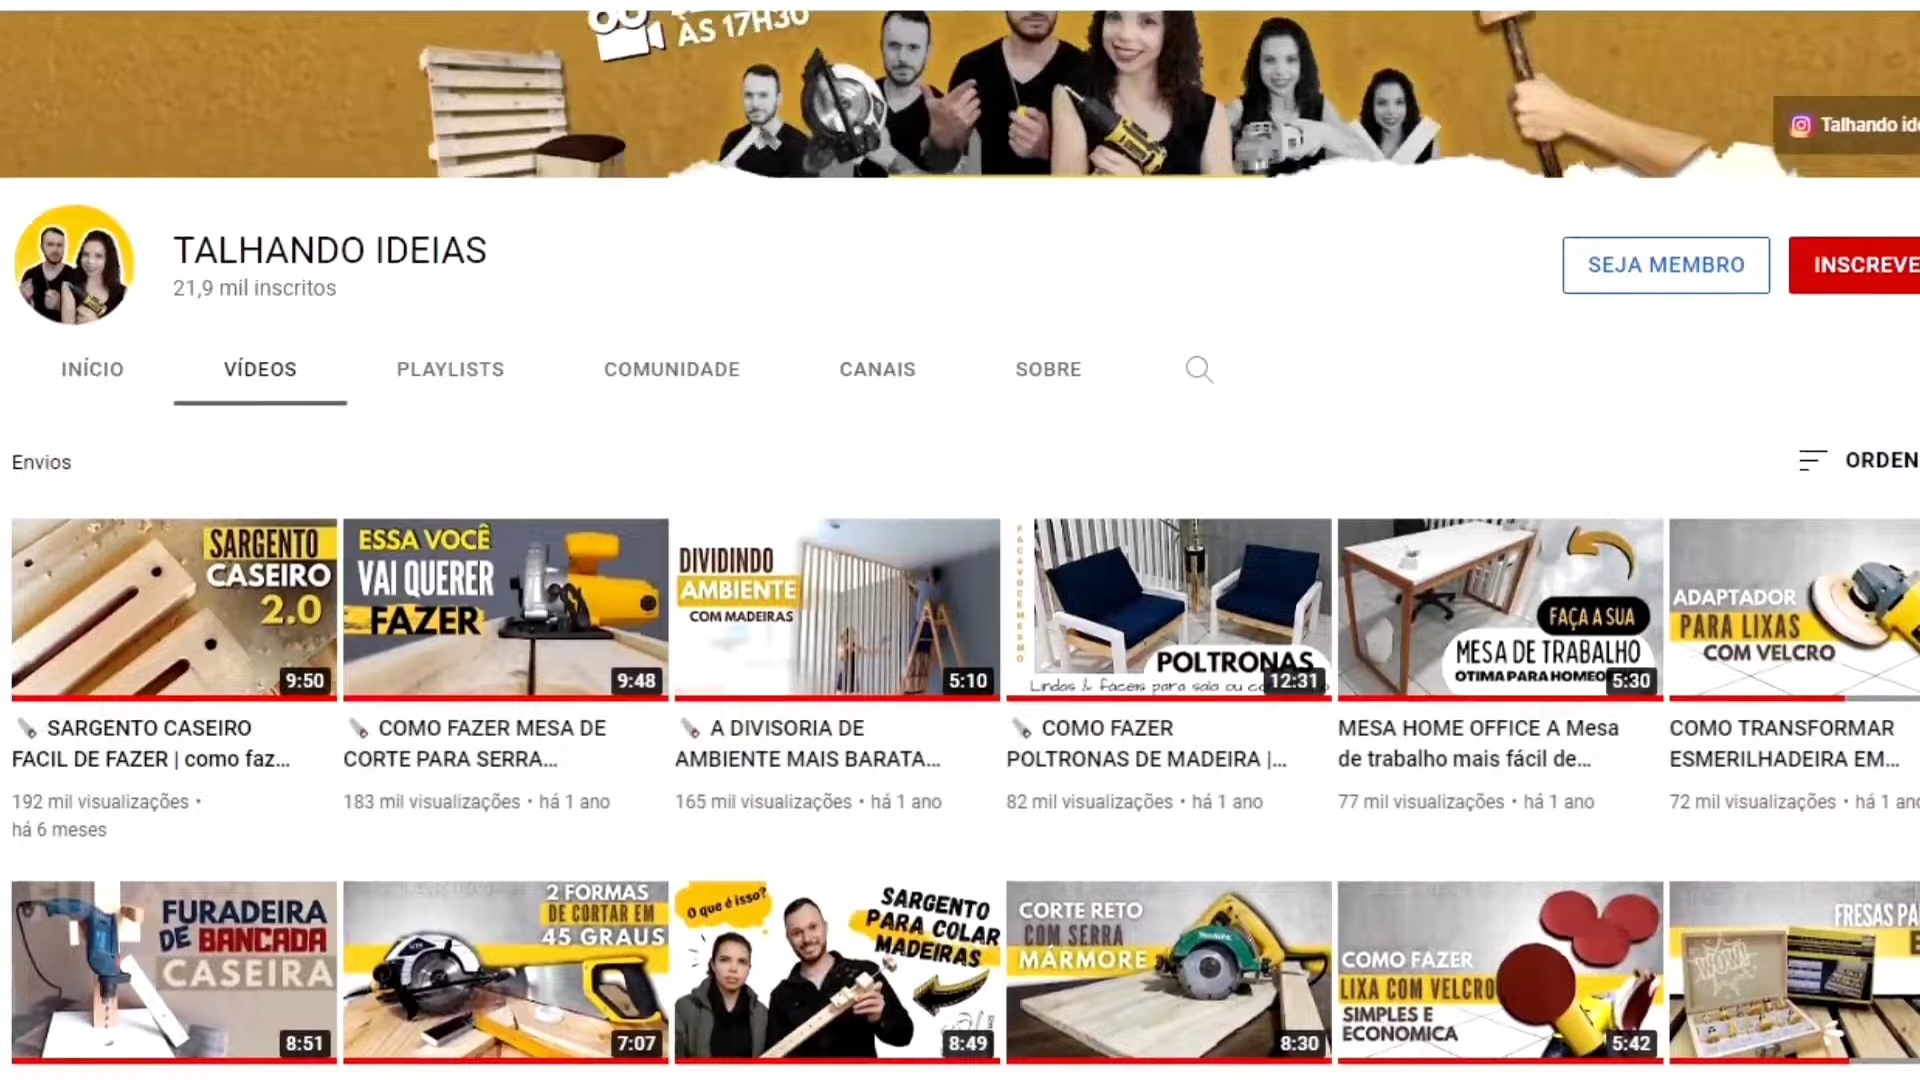 ÀS 17H30
Talhando
TALHANDO IDEIAS
21,9 mil inscritos
SEJA MEMBRO
INSCREVE
INÍCIO
VÍDEOS
PLAYLISTS
COMUNIDADE
CANAIS
SOBRE
Envios
ORDEN
SARGENTO
CASEIRO
2.0
9:50
ESSA VOCÊ
VAI QUERER
FAZER
9:48
DIVIDINDO
AMBIENTE
COM MADEIRAS
5:10
FAÇA VOCE MESMO
POLTRONAS
Lindas & faceis para sala ou
12:31
FAÇA A SUA
MESA DE TRABALHO
OTIMA PARA HOMEO
5:30
ADAPTADOR
PARA LIXAS
COM VELCRO
SARGENTO CASEIRO
FACIL DE FAZER | como faz...
192 mil visualizações •
há 6 meses
COMO FAZER MESA DE
CORTE PARA SERRA...
183 mil visualizações • há 1 ano
A DIVISORIA DE
AMBIENTE MAIS BARATA...
165 mil visualizações • há 1 ano
COMO FAZER
POLTRONAS DE MADEIRA |...
82 mil visualizações • há 1 ano
MESA HOME OFFICE A Mesa
de trabalho mais fácil de...
77 mil visualizações • há 1 ano
COMO TRANSFORMAR
ESMERILHADEIRA EM...
72 mil visualizações • há 1 ano
FURADEIRA
DE BANCADA
CASEIRA
8:51
2 FORMAS
DE CORTAR EM
45 GRAUS
7:07
O que é isso?
SARGENTO
PARA COLAR
MADEIRAS
8:49
CORTE RETO
COM SERRA
MÁRMORE
8:30
COMO FAZER
LIXA COM VELCRO
SIMPLES E
ECONOMICA
5:42
FRESAS PA
WOW!